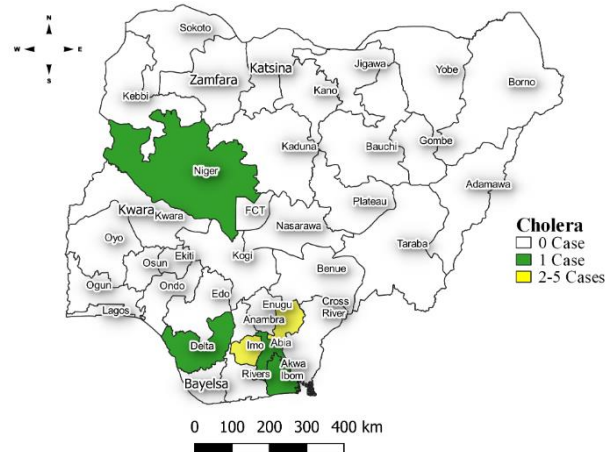 N
W E
S
Sokoto
Katsina
Zamfara
Jigawa
Yobe
Borno
Kebbi
Kano
Gombe
Kaduna
Bauchi
Niger
Adamawa
Plateau
Kwara
Kwara
FCT
Nasarawa
Taraba
Oyo
Kogi
Osun
Ekiti
Benue
Ogun
Ondo
Edo
Enugu
Cross
River
Lagos
Anambra
Delta
Imo
Abia
Akwa
Ibom
Rivers
Bayelsa
Cholera
0 Case
1 Case
2-5 Cases
0 100 200 300 400 km